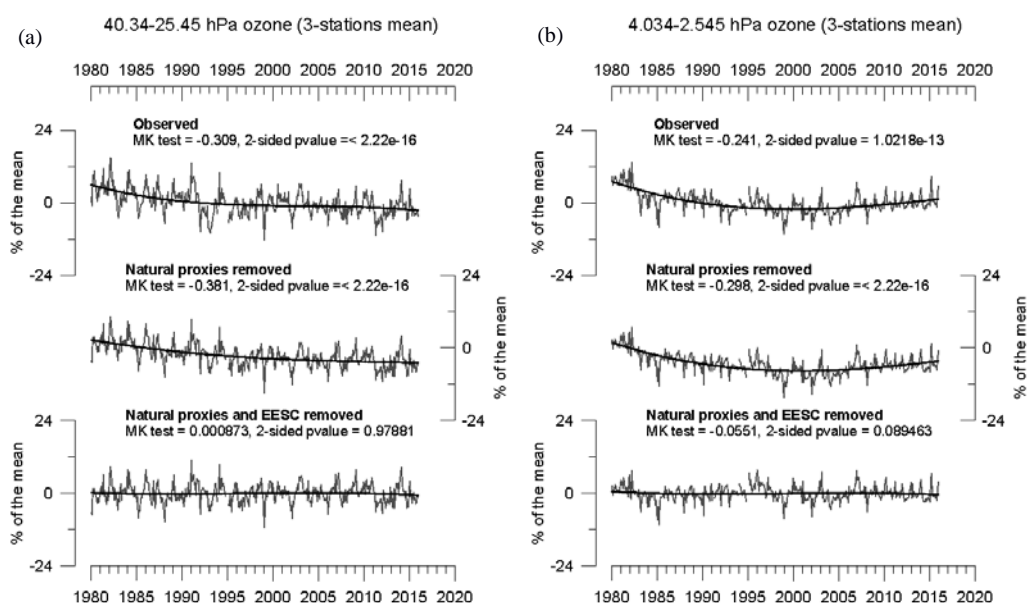 (a)
40.34-25.45 hPa ozone (3-stations mean)
1980 1985 1990 1995 2000 2005 2010 2015 2020
Observed
MK test = -0.309, 2-sided pvalue =< 2.22e-16
24
0
-24
% of the mean
Natural proxies removed
MK test = -0.381, 2-sided pvalue =< 2.22e-16
24
0
-24
% of the mean
Natural proxies and EESC removed
MK test = 0.000873, 2-sided pvalue = 0.97881
24
0
-24
% of the mean
1980 1985 1990 1995 2000 2005 2010 2015 2020
(b)
4.034-2.545 hPa ozone (3-stations mean)
1980 1985 1990 1995 2000 2005 2010 2015 2020
Observed
MK test = -0.241, 2-sided pvalue = 1.0218e-13
24
0
-24
% of the mean
Natural proxies removed
MK test = -0.298, 2-sided pvalue =< 2.22e-16
24
0
-24
% of the mean
Natural proxies and EESC removed
MK test = -0.0551, 2-sided pvalue = 0.089463
24
0
-24
% of the mean
1980 1985 1990 1995 2000 2005 2010 2015 2020